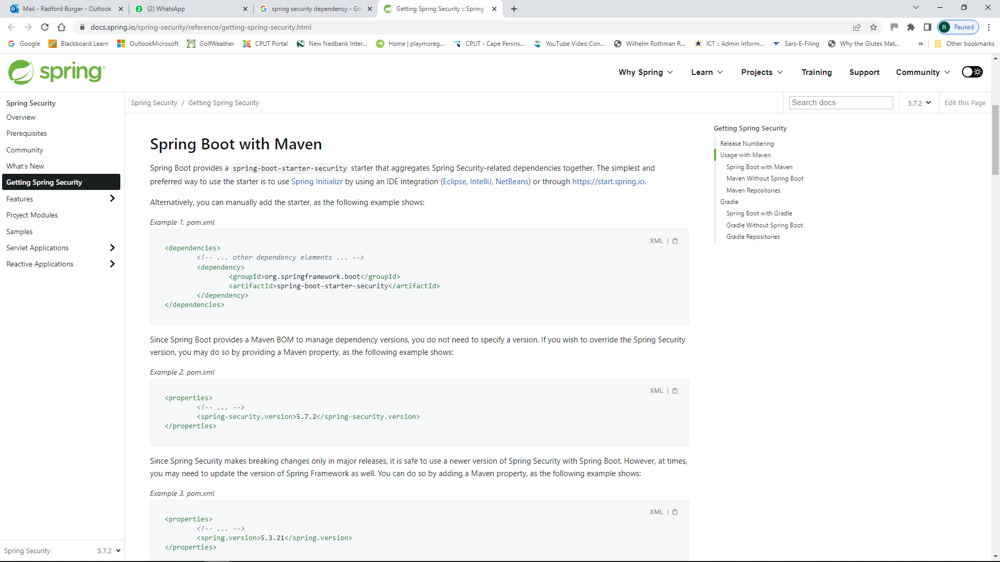 Mail - Radford Burger - Outlook
(2) WhatsApp
spring security dependency - Go
Getting Spring Security :: Spring
docs.spring.io/spring-security/reference/getting-spring-security.html
R Paused
Google
Blackboard Learn
OutlookMicrosoft
GolfWeather
CPUT Portal
New Nedbank Inter...
Home | playmoreg...
CPUT - Cape Penins...
YouTube Video Con...
Wilhelm Rothman R...
ICT :: Admin Inform...
Sars-E-Filing
Why the Glutes Mat...
»
Other bookmarks
spring
Why Spring
Learn
Projects
Training
Support
Community
Spring Security
Overview
Prerequisites
Community
What's New
Getting Spring Security
Features
Project Modules
Samples
Servlet Applications
Reactive Applications
Spring Security 5.7.2
Spring Security / Getting Spring Security
Search docs
5.7.2
Edit this Page
Spring Boot with Maven
Spring Boot provides a spring-boot-starter-security starter that aggregates Spring Security-related dependencies together. The simplest and
preferred way to use the starter is to use Spring Initializr by using an IDE integration (Eclipse, IntelliJ, NetBeans) or through https://start.spring.io.
Alternatively, you can manually add the starter, as the following example shows:
Example 1. pom.xml
XML |
<dependencies>
<!-- ... other dependency elements ... -->
<dependency>
<groupId>org.springframework.boot</groupId>
<artifactId>spring-boot-starter-security</artifactId>
</dependency>
</dependencies>
Since Spring Boot provides a Maven BOM to manage dependency versions, you do not need to specify a version. If you wish to override the Spring Security
version, you may do so by providing a Maven property, as the following example shows:
Example 2. pom.xml
XML |
<properties>
<!-- ... -->
<spring-security.version>5.7.2</spring-security.version>
</properties>
Since Spring Security makes breaking changes only in major releases, it is safe to use a newer version of Spring Security with Spring Boot. However, at times,
you may need to update the version of Spring Framework as well. You can do so by adding a Maven property, as the following example shows:
Example 3. pom.xml
XML |
<properties>
<!-- ... -->
<spring.version>5.3.21</spring.version>
</properties>
Getting Spring Security
Release Numbering
Usage with Maven
Spring Boot with Maven
Maven Without Spring Boot
Maven Repositories
Gradle
Spring Boot with Gradle
Gradle Without Spring Boot
Gradle Repositories